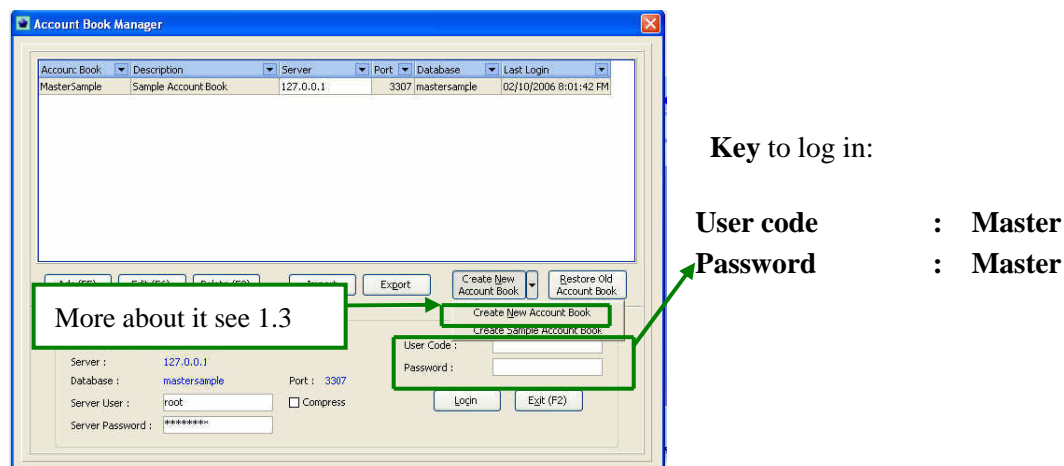 Account Book Manager
Account Book Description Server Port Database Last Login
MasterSample Sample Account Book 127.0.0.1 3307 mastersample 02/10/2006 8:01:42 PM
Key to log in:
User code : Master
Password : Master
Export Create New Account Book Restore Old Account Book
More about it see 1.3
Create New Account Book
Create Sample Account Book
User Code :
Password :
Server : 127.0.0.1
Database : mastersample Port : 3307
Server User : root Compress Login Exit (F2)
Server Password : ********